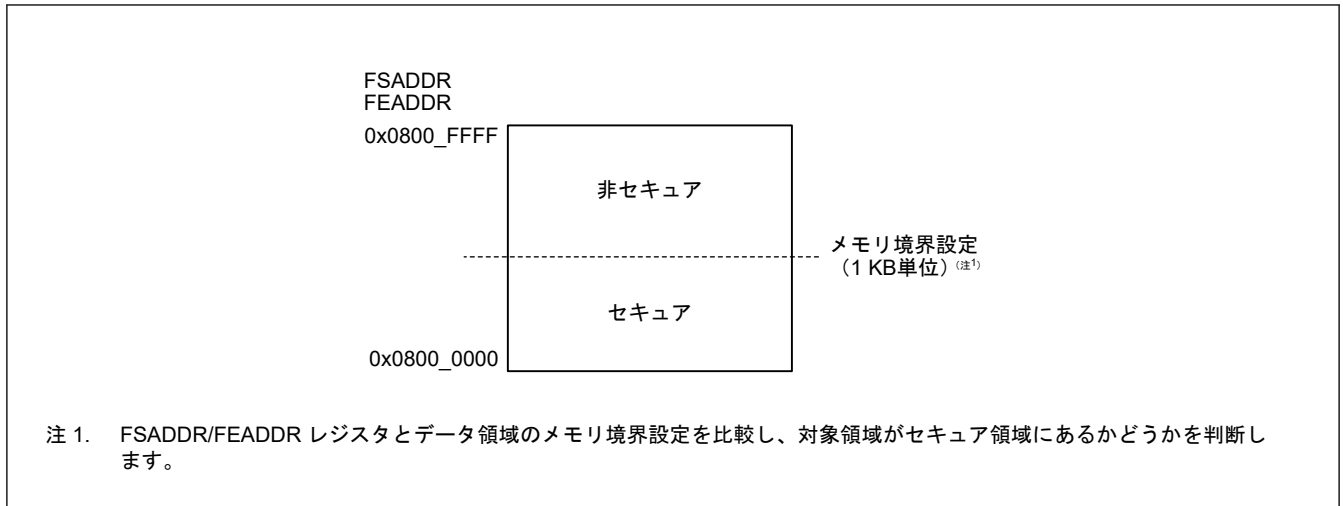 FSADDR
FEADDR
0x0800_FFFF
非セキュア
メモリ境界設定
（1 KB単位）(注1)
セキュア
0x0800_0000
注 1. FSADDR/FEADDR レジスタとデータ領域のメモリ境界設定を比較し、対象領域がセキュア領域にあるかどうかを判断し
ます。